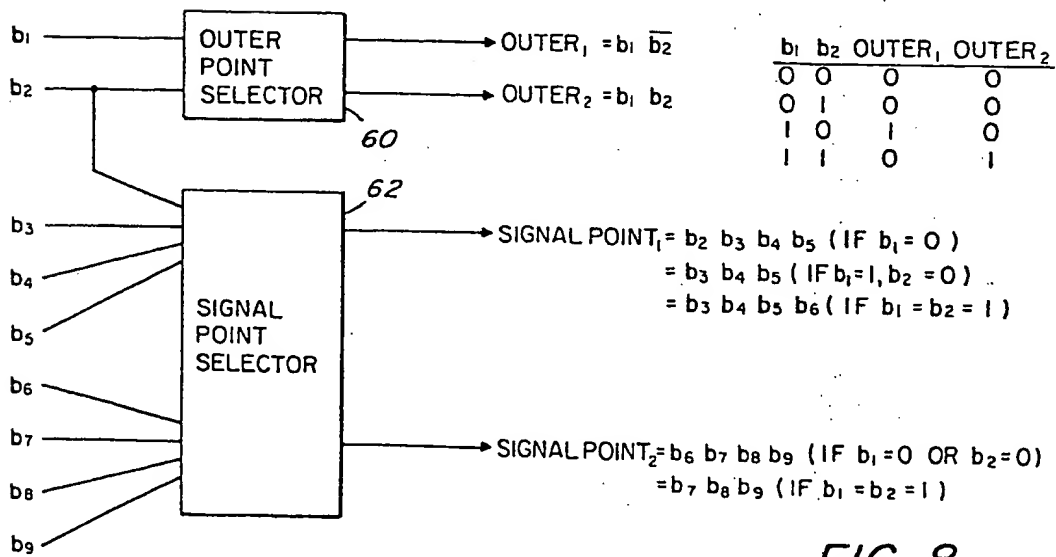 b₁
OUTER
POINT
SELECTOR
b₂
60
OUTER₁ = b₁ b̅₂̅
OUTER₂ = b₁ b₂
b₁ b₂ OUTER₁ OUTER₂
0 0 0 0
0 1 0 0
1 0 1 0
1 1 0 1
62
b₃
b₄
b₅
b₆
b₇
b₈
b₉
SIGNAL
POINT
SELECTOR
SIGNAL POINT₁ = b₂ b₃ b₄ b₅ (IF b₁ = 0)
= b₃ b₄ b₅ (IF b₁=1, b₂ =0)
= b₃ b₄ b₅ b₆ (IF b₁ = b₂ = 1)
SIGNAL POINT₂ = b₆ b₇ b₈ b₉ (IF b₁ =0 OR b₂=0)
= b₇ b₈ b₉ (IF b₁ = b₂ = 1)
FIG. 8